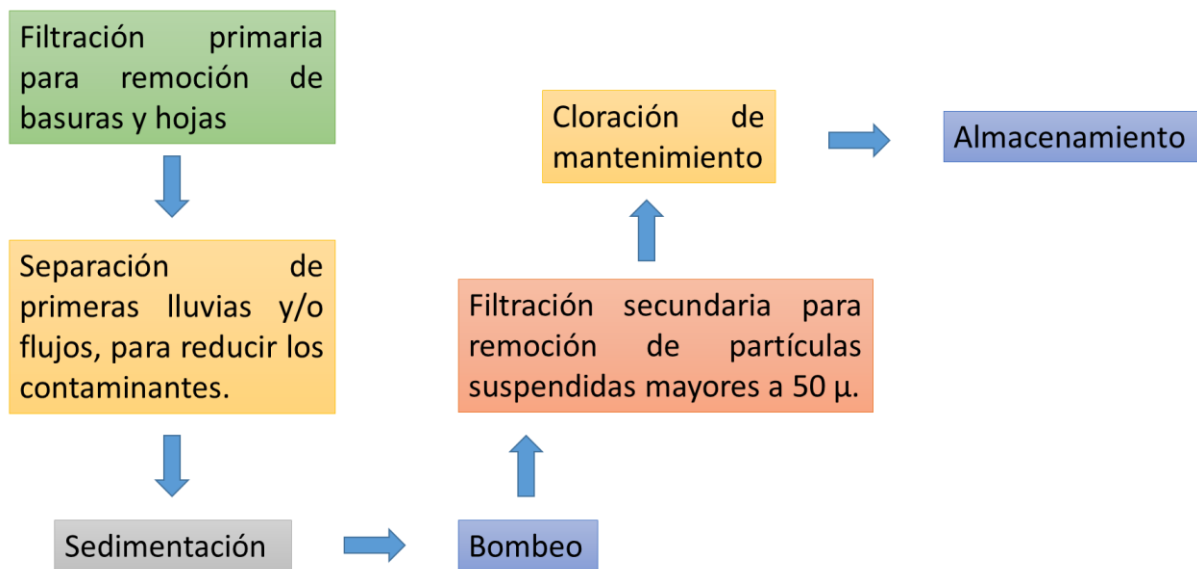 Filtración primaria
para remoción de
basuras y hojas
Separación de
primeras lluvias y/o
flujos, para reducir los
contaminantes.
Sedimentación
Bombeo
Filtración secundaria para
remoción de partículas
suspendidas mayores a 50 µ.
Cloración de
mantenimiento
Almacenamiento